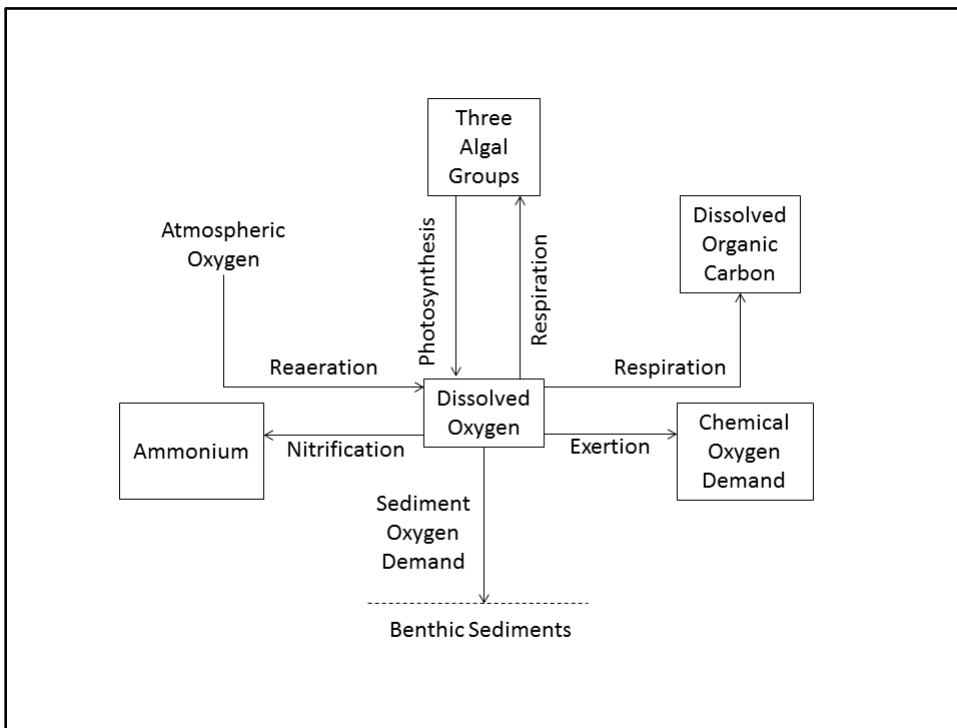 Three
Algal
Groups
Atmospheric
Oxygen
Photosynthesis
Respiration
Dissolved
Organic
Carbon
Reaeration
Respiration
Dissolved
Oxygen
Ammonium
Nitrification
Exertion
Chemical
Oxygen
Demand
Sediment
Oxygen
Demand
Benthic Sediments